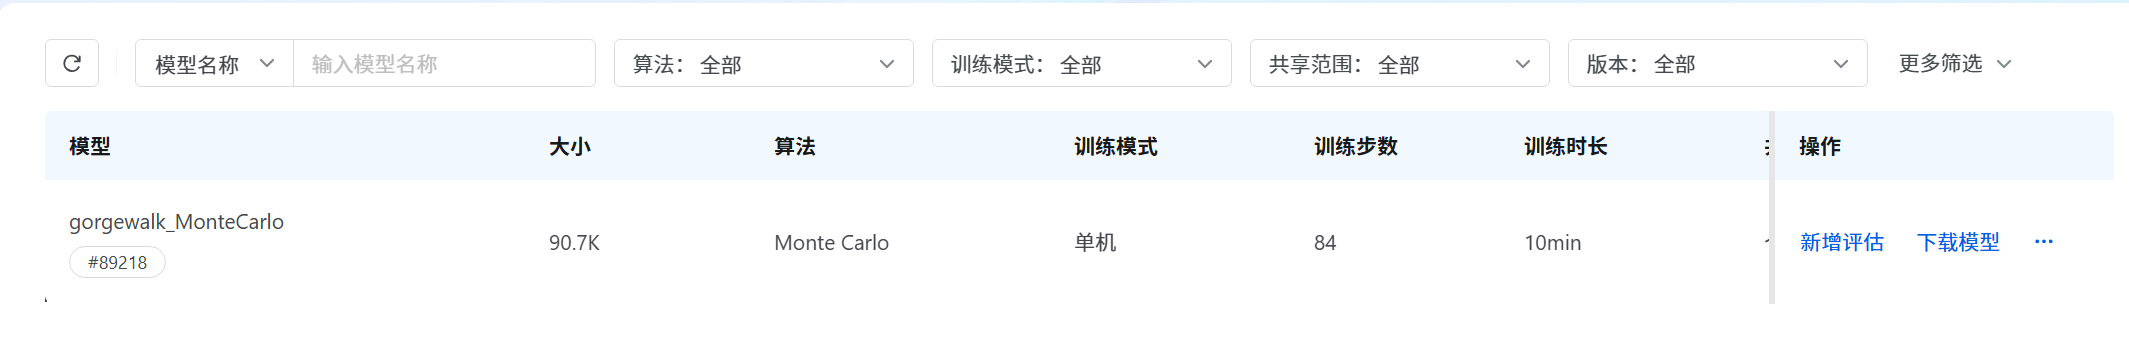 模型名称 输入模型名称 算法： 全部 训练模式： 全部 共享范围： 全部 版本： 全部 更多筛选
模型 大小 算法 训练模式 训练步数 训练时长 操作
gorgewalk_MonteCarlo
#89218
90.7K Monte Carlo 单机 84 10min 新增评估 下载模型 ···